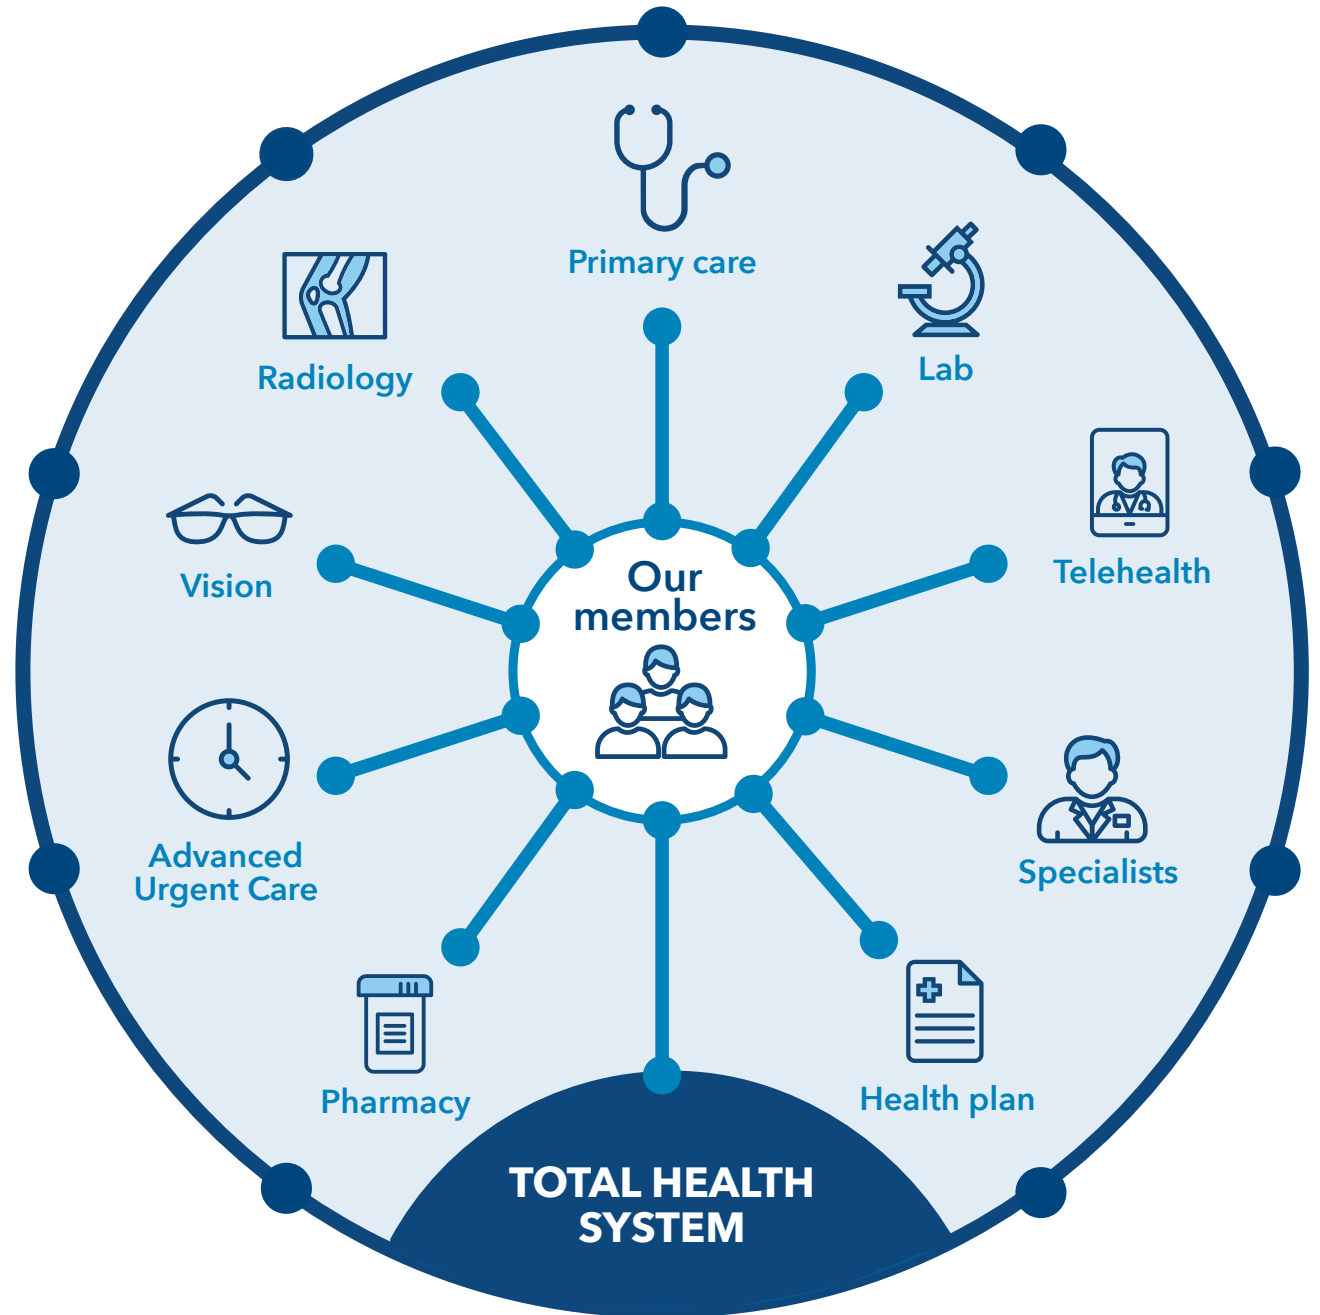 Primary care
Lab
Radiology
Telehealth
Vision
Our
members
Specialists
Advanced
Urgent Care
Pharmacy
Health plan
TOTAL HEALTH
SYSTEM